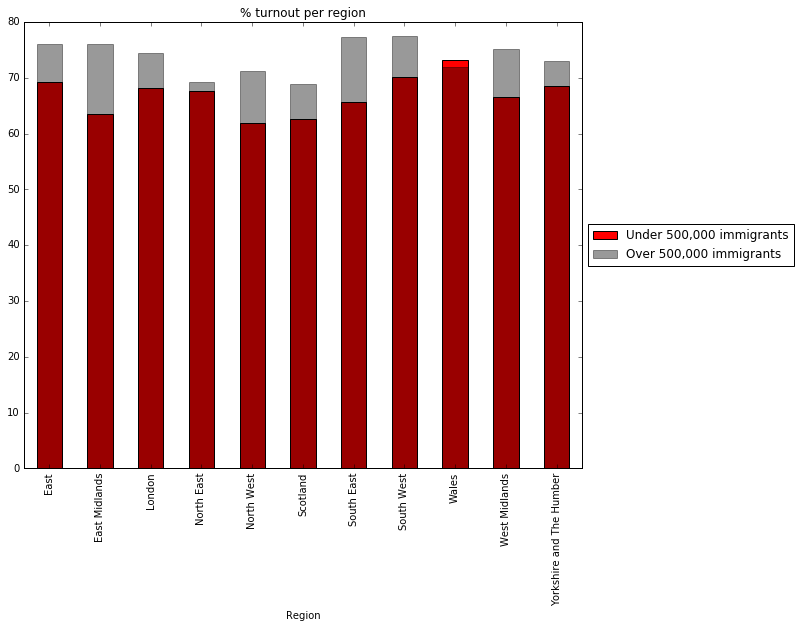 % turnout per region
80
70
60
50
40
30
20
10
0
Under 500,000 immigrants
Over 500,000 immigrants
East
East Midlands
London
North East
North West
Scotland
South East
South West
Wales
West Midlands
Yorkshire and The Humber
Region